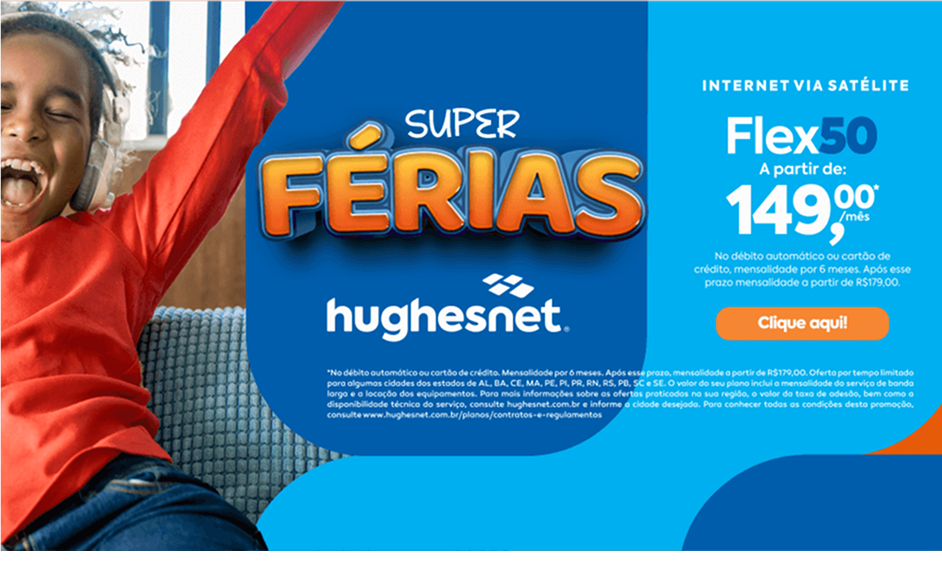 SUPER
FÉRIAS
hughesnet®
INTERNET VIA SATÉLITE
Flex50
A partir de:
149,00*
/mês
No débito automático ou cartão de
crédito, mensalidade por 6 meses. Após esse
prazo mensalidade a partir de R$179,00.
Clique aqui!
*No débito automático ou cartão de crédito. Mensalidade por 6 meses. Após esse prazo, mensalidade a partir de R$179,00. Oferta por tempo limitado
para algumas cidades dos estados de AL, BA, CE, MA, PE, PI, PR, RN, RS, PB, SC e SE. O valor do seu plano inclui a mensalidade do serviço de banda
larga e a locação dos equipamentos. Para mais informações sobre as ofertas praticadas na sua região, o valor da taxa de adesão, bem como a
disponibilidade técnica do serviço, consulte hughesnet.com.br e informe a cidade desejada. Para conhecer todas as condições desta promoção,
consulte www.hughesnet.com.br/planos/contratos-e-regulamentos